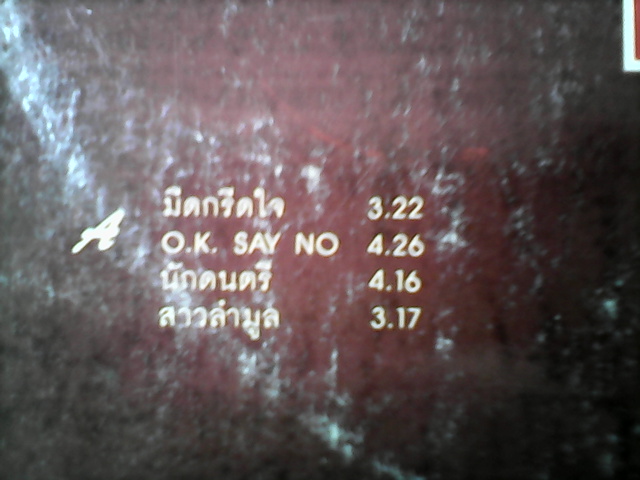 A
มีดกรีดใจ 3.22
O.K. SAY NO 4.26
นักดนตรี 4.16
สาวลำมูล 3.17